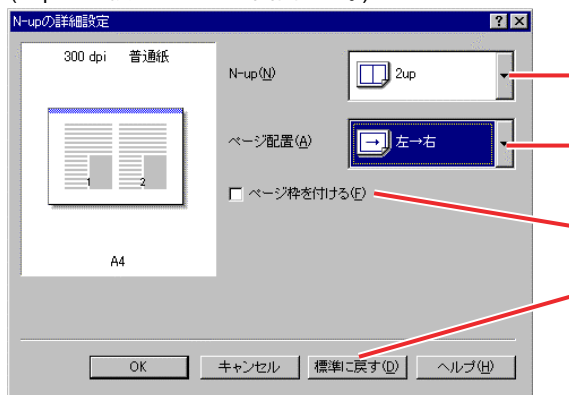 N-upの詳細設定
300 dpi 普通紙
N-up(N) 2up
ページ配置(A) 左→右
1 2
ページ枠を付ける(F)
A4
OK キャンセル 標準に戻す(D) ヘルプ(H)